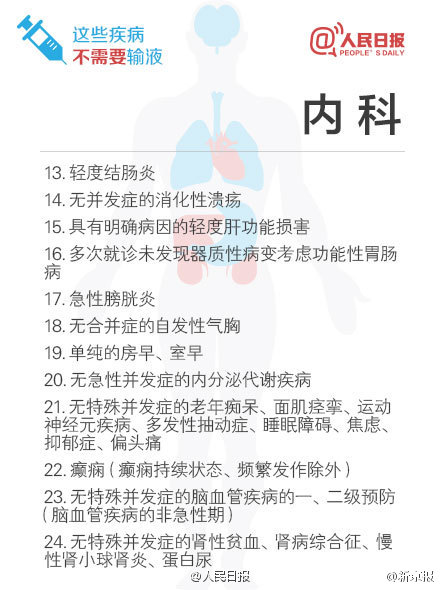 这些疾病
不需要输液
@人民日报
PEOPLE'S DAILY
内科
13. 轻度结肠炎
14. 无并发症的消化性溃疡
15. 具有明确病因的轻度肝功能损害
16. 多次就诊未发现器质性病变考虑功能性胃肠
病
17. 急性膀胱炎
18. 无合并症的自发性气胸
19. 单纯的房早、室早
20. 无急性并发症的内分泌代谢疾病
21. 无特殊并发症的老年痴呆、面肌痉挛、运动
神经元疾病、多发性抽动症、睡眠障碍、焦虑、
抑郁症、偏头痛
22. 癫痫（癫痫持续状态、频繁发作除外）
23. 无特殊并发症的脑血管疾病的一、二级预防
（脑血管疾病的非急性期）
24. 无特殊并发症的肾性贫血、肾病综合征、慢
性肾小球肾炎、蛋白尿
@人民日报
@新京报